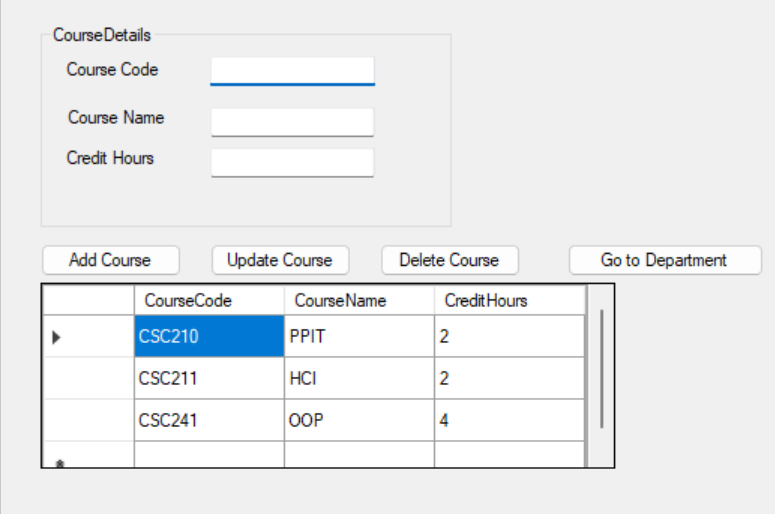 CourseDetails
Course Code
Course Name
Credit Hours
Add Course Update Course Delete Course Go to Department
CourseCode CourseName CreditHours
CSC210 PPIT 2
CSC211 HCI 2
CSC241 OOP 4